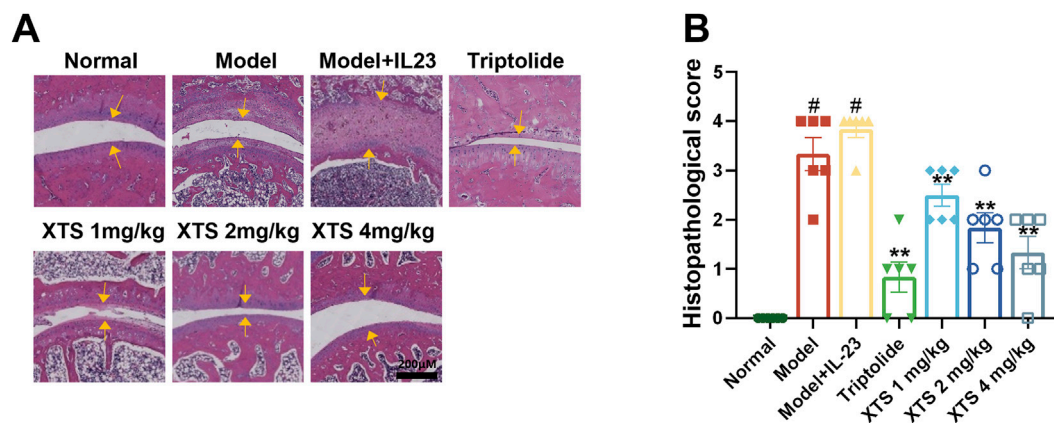 A
Normal
Model
Model+IL23
Triptolide
XTS 1mg/kg
XTS 2mg/kg
XTS 4mg/kg
200μM
B
Histopathological score
5
4
3
2
1
0
#
#
**
**
**
**
Normal
Model
Model+IL-23
Triptolide
XTS 1 mg/kg
XTS 2 mg/kg
XTS 4 mg/kg